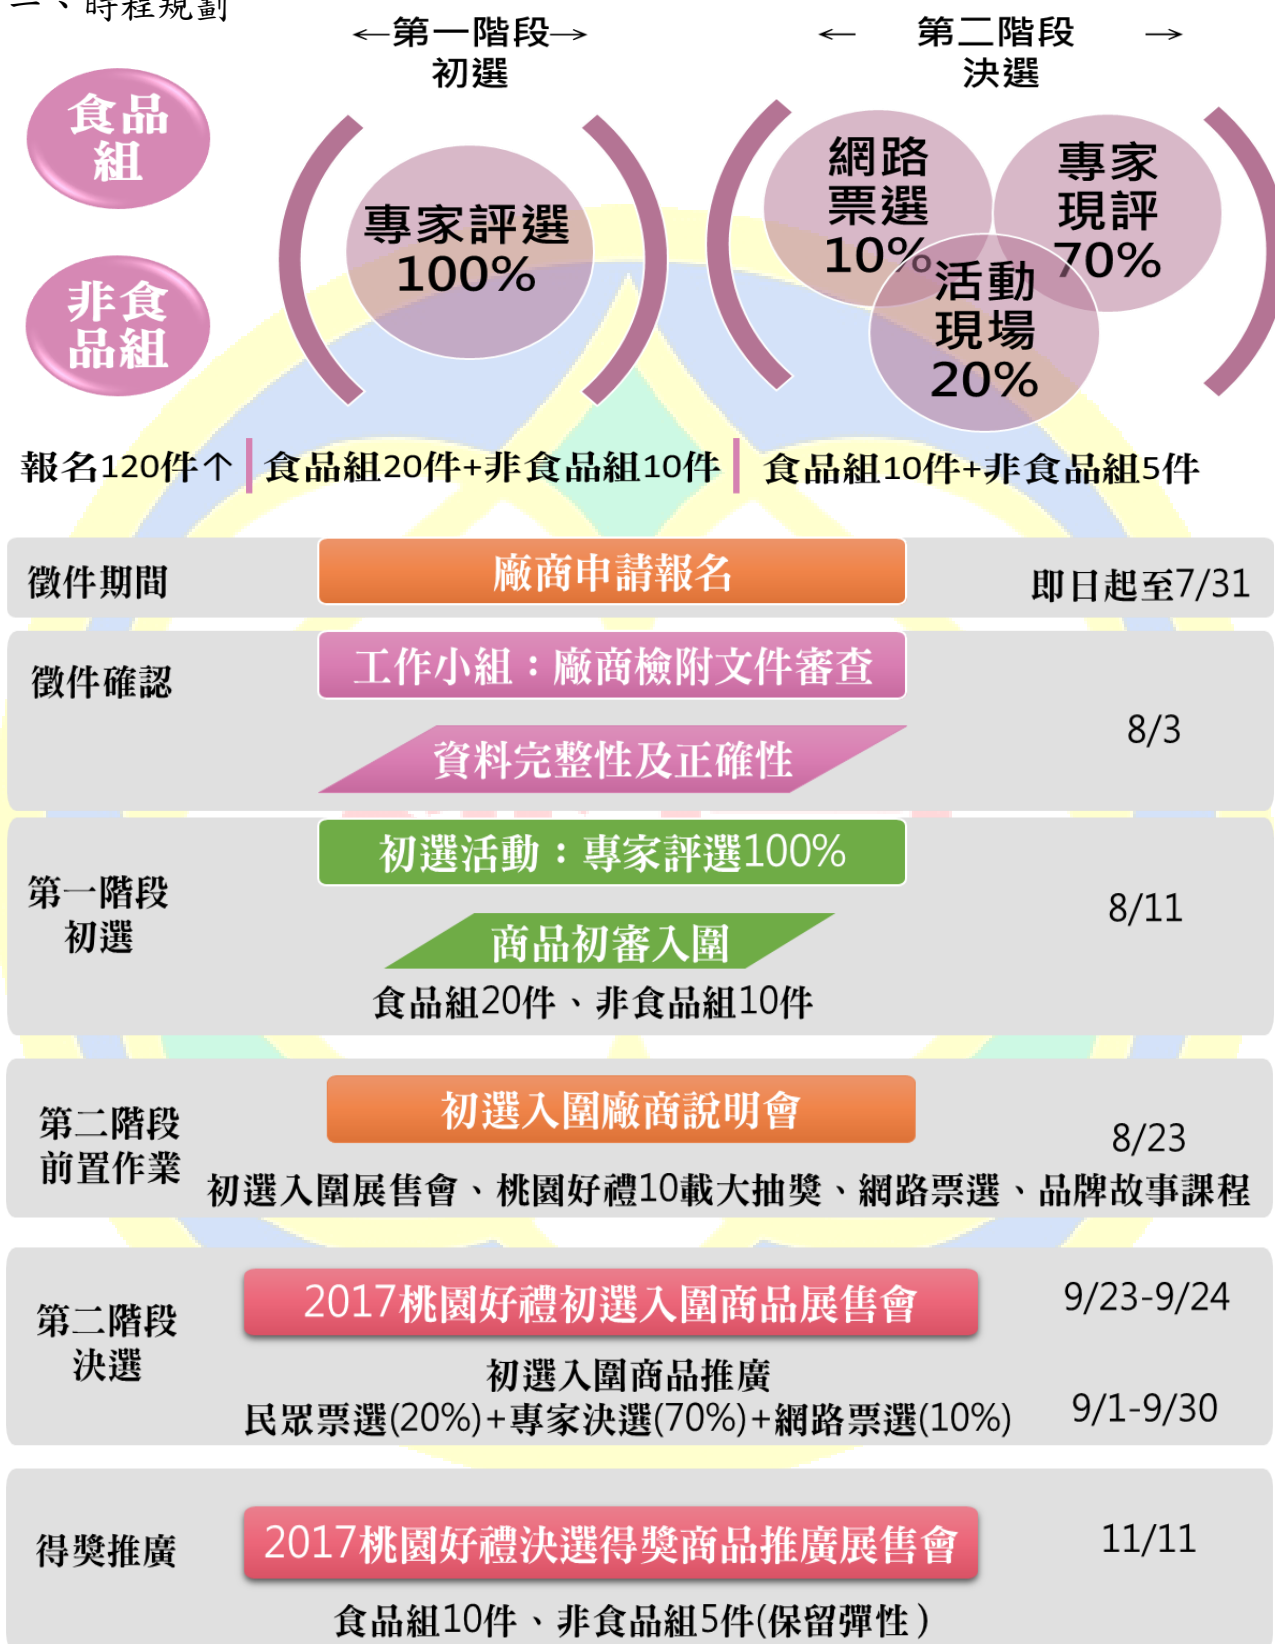 一、時程規劃
←第一階段→
初選
← 第二階段 →
決選
食品
組
非食
品組
專家評選
100%
網路
票選
10%
專家
現評
70%
活動
現場
20%
報名120件↑
食品組20件+非食品組10件
食品組10件+非食品組5件
徵件期間
廠商申請報名
即日起至7/31
徵件確認
工作小組：廠商檢附文件審查
資料完整性及正確性
8/3
第一階段
初選
初選活動：專家評選100%
商品初審入圍
食品組20件、非食品組10件
8/11
第二階段
前置作業
初選入圍廠商說明會
8/23
初選入圍展售會、桃園好禮10載大抽獎、網路票選、品牌故事課程
第二階段
決選
2017桃園好禮初選入圍商品展售會
9/23-9/24
初選入圍商品推廣
民眾票選(20%)+專家決選(70%)+網路票選(10%)
9/1-9/30
得獎推廣
2017桃園好禮決選得獎商品推廣展售會
11/11
食品組10件、非食品組5件(保留彈性)